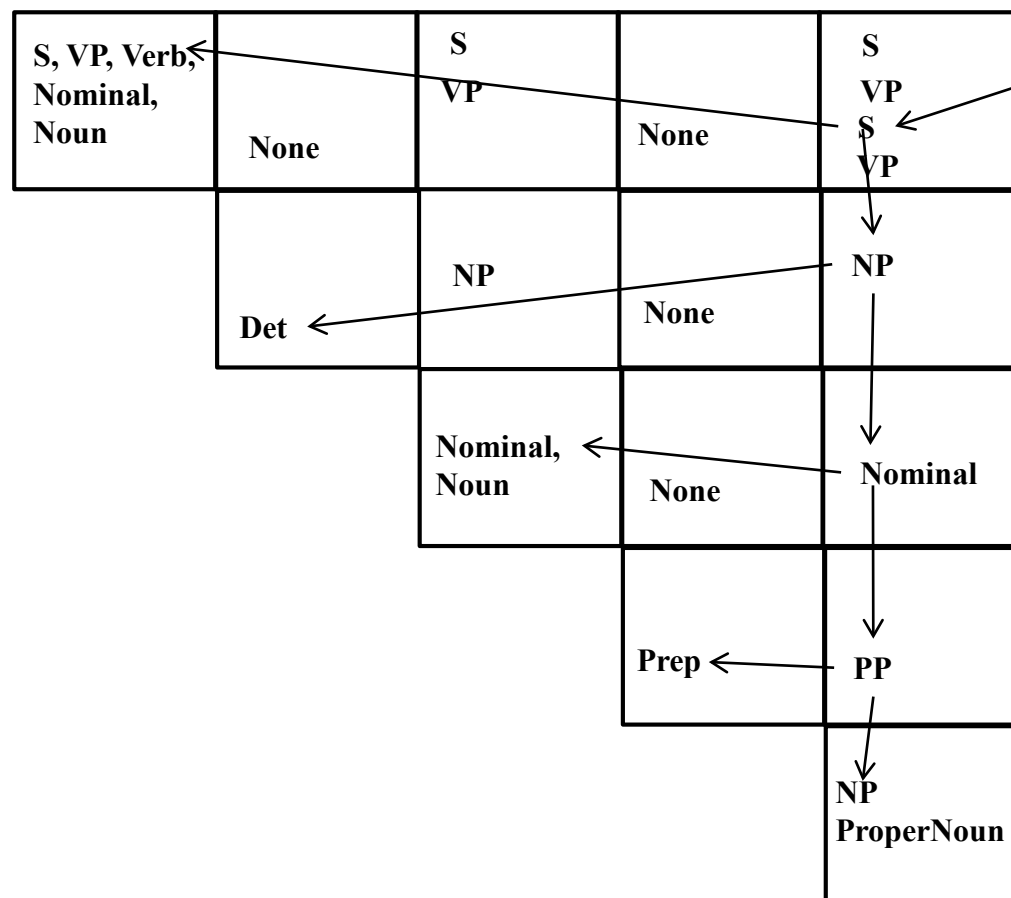 S, VP, Verb,
Nominal,
Noun
None
S
VP
None
S
VP
S
VP
Det
NP
None
NP
Nominal,
Noun
None
Nominal
Prep
PP
NP
ProperNoun